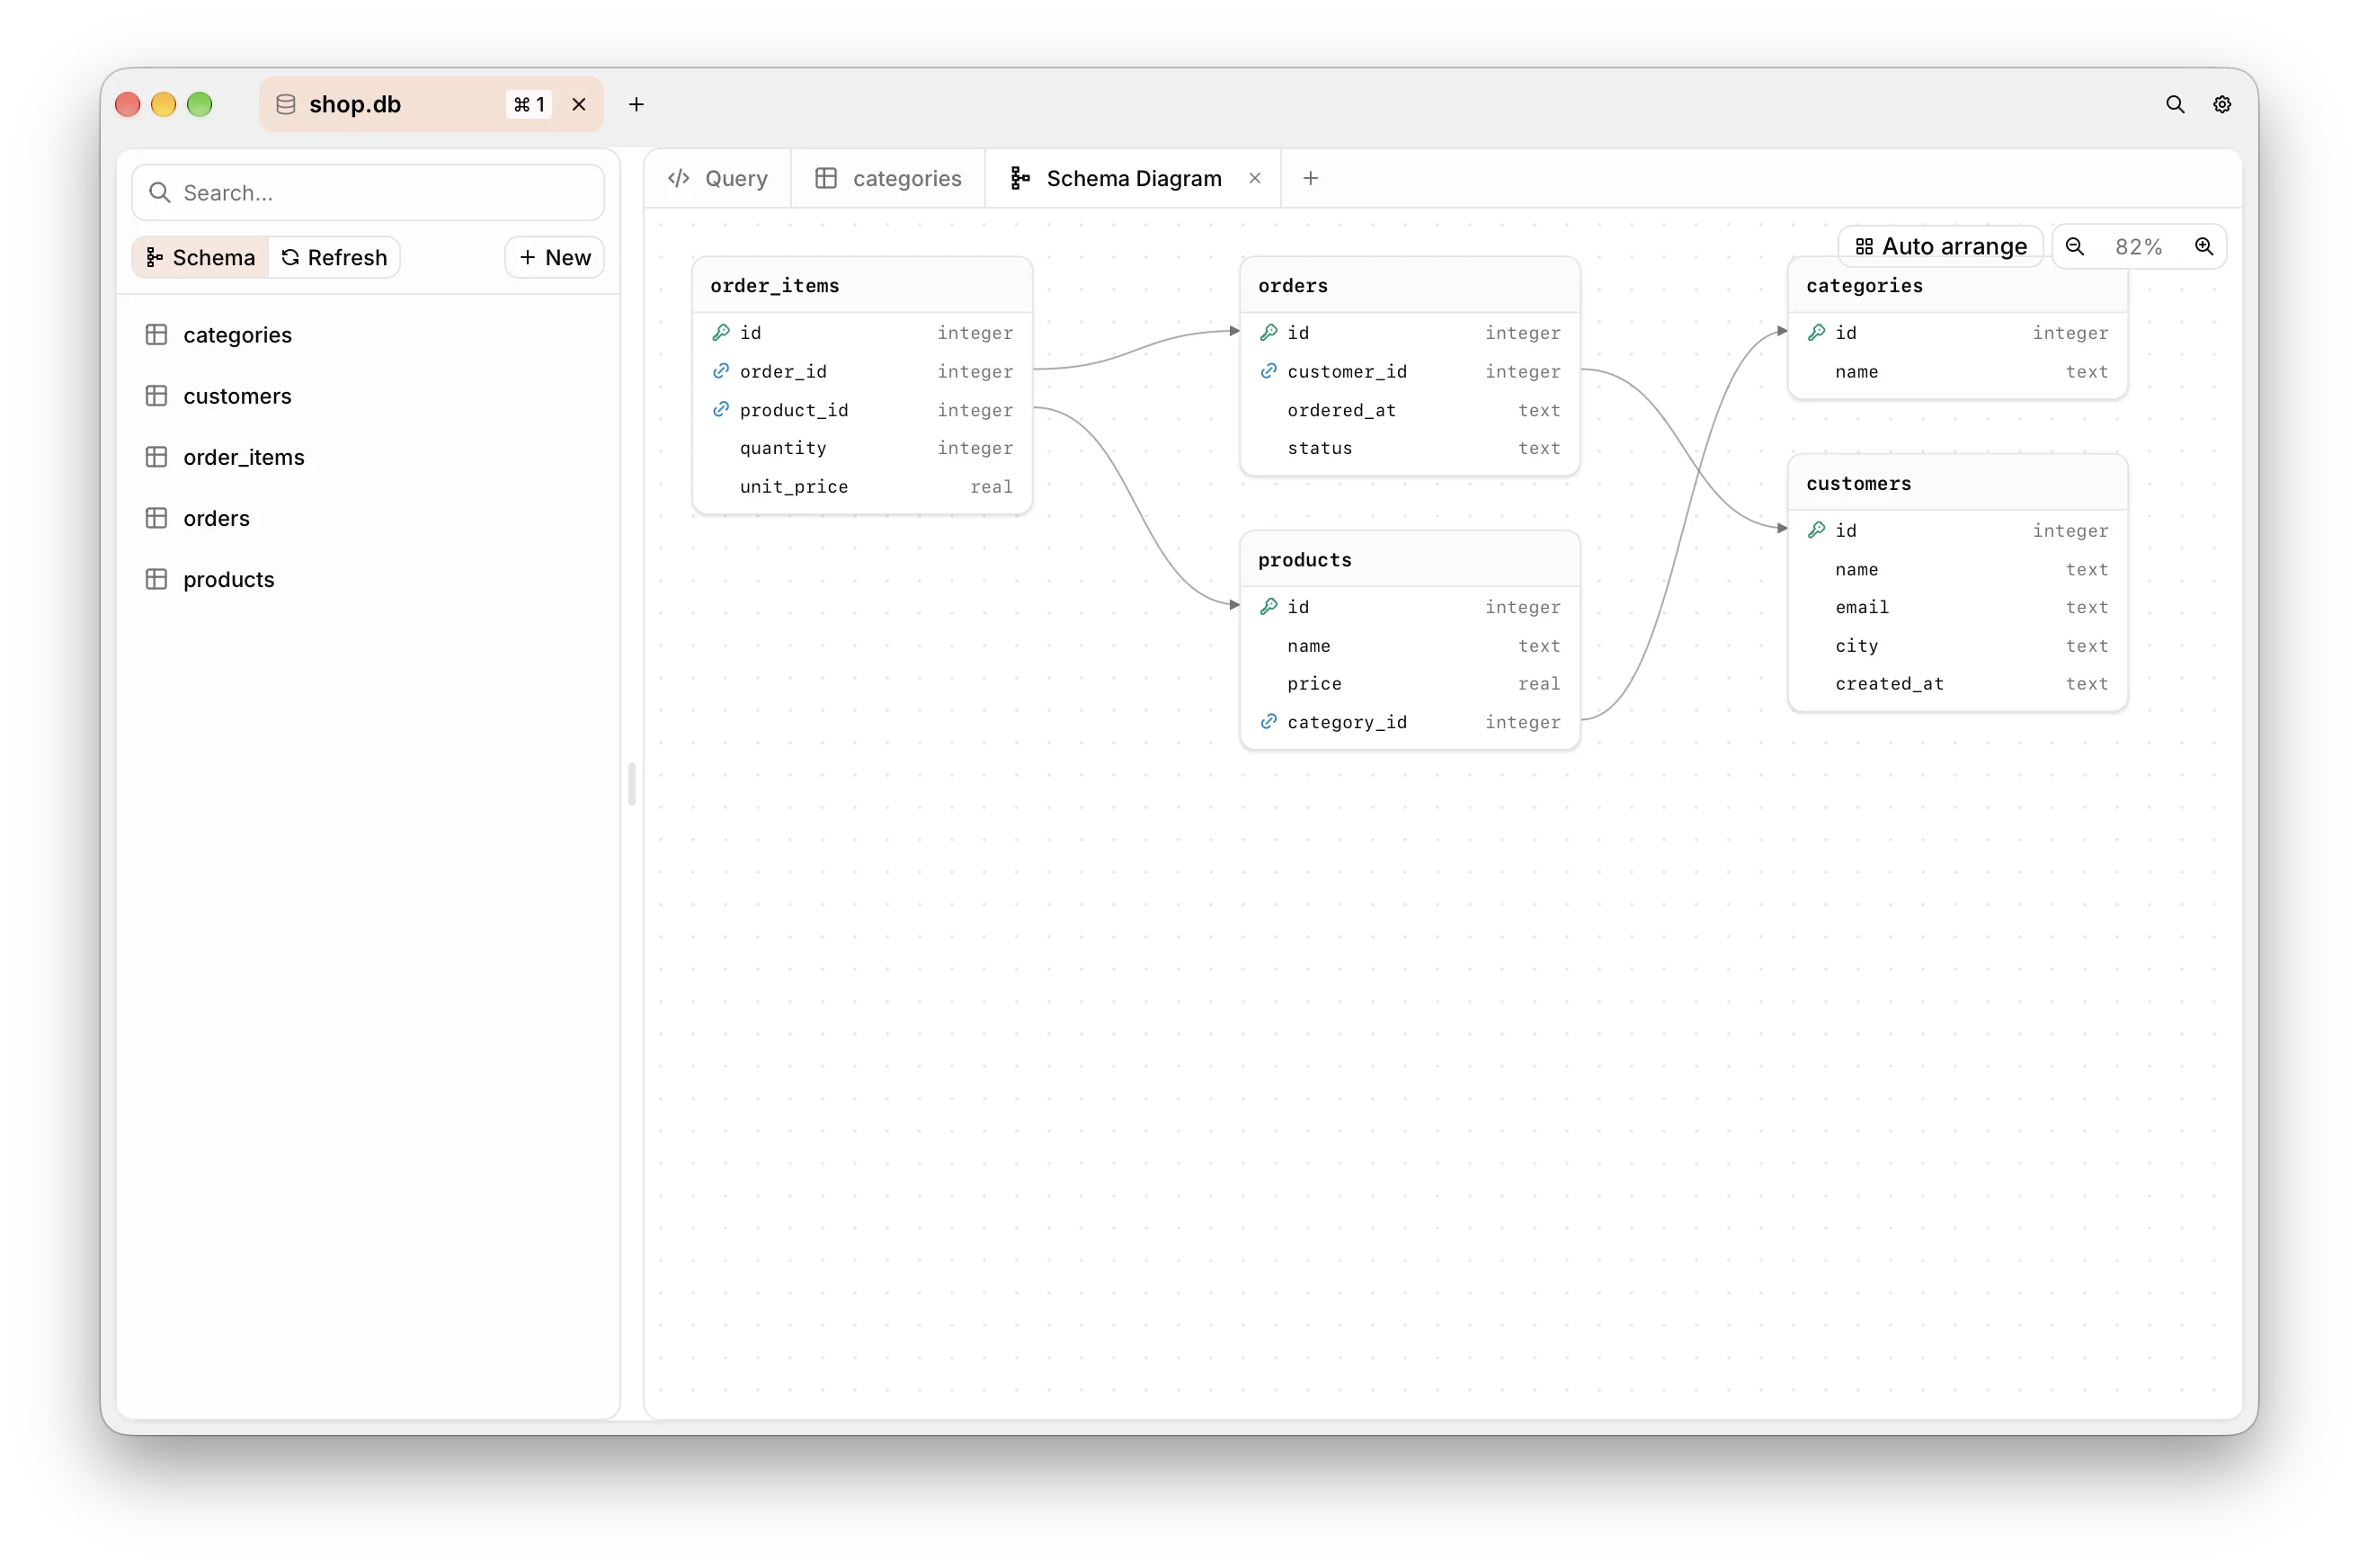 shop.db ⌘ 1
Search...
Schema Refresh New
categories
customers
order_items
orders
products
Query categories Schema Diagram
Auto arrange 82%
order_items
id integer
order_id integer
product_id integer
quantity integer
unit_price real
orders
id integer
customer_id integer
ordered_at text
status text
products
id integer
name text
price real
category_id integer
categories
id integer
name text
customers
id integer
name text
email text
city text
created_at text